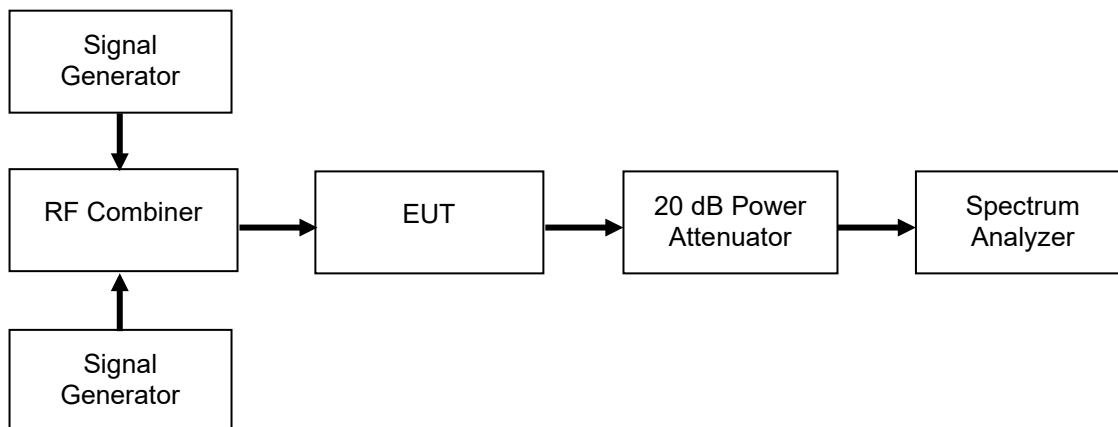 Signal
Generator
RF Combiner
EUT
20 dB Power
Attenuator
Spectrum
Analyzer
Signal
Generator